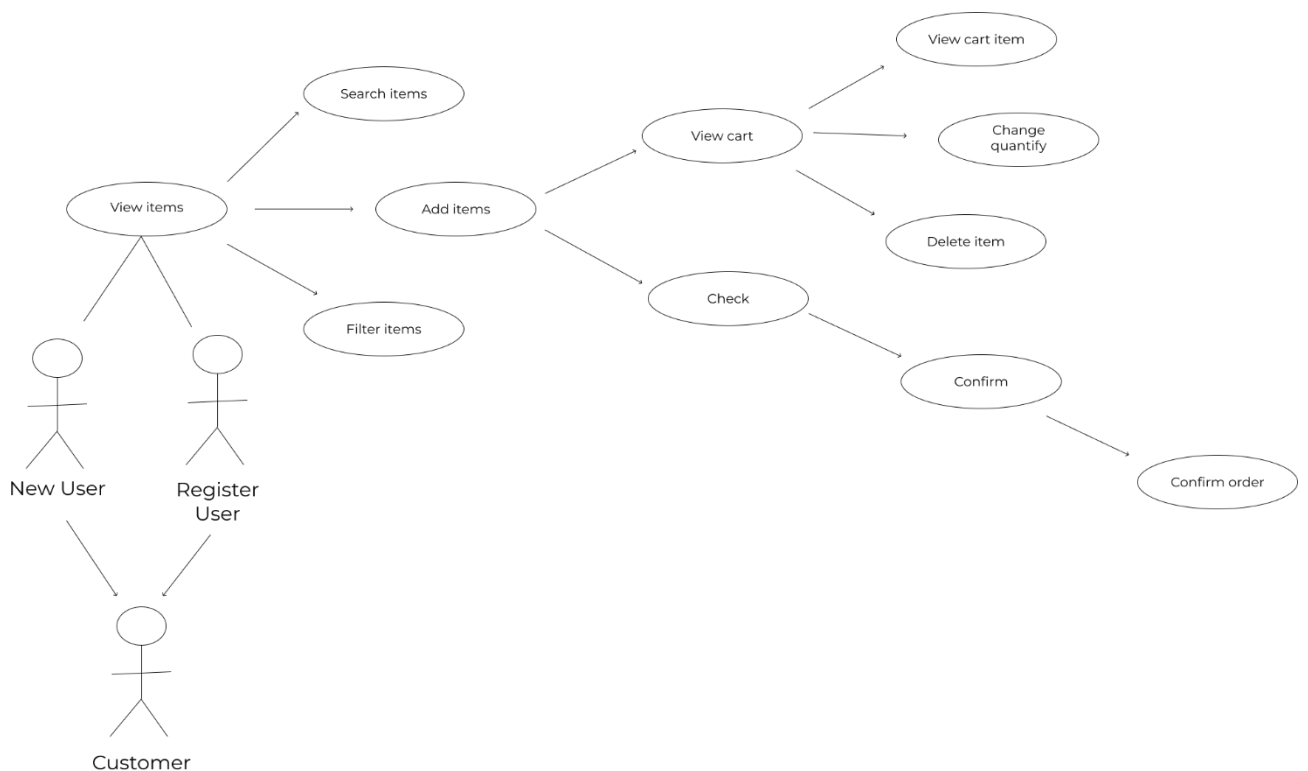 View cart item
Search items
View cart
Change
quantify
View items
Add items
Delete item
Check
Filter items
Confirm
Confirm order
New User
Register
User
Customer